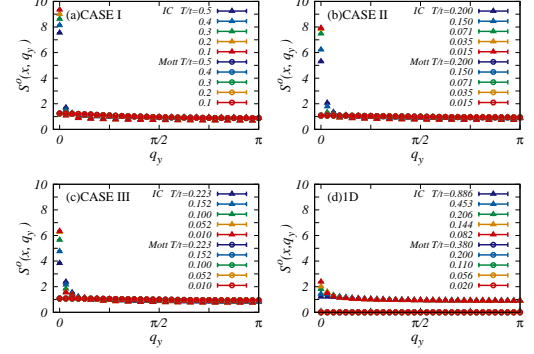 (a)CASE I
IC T/t=0.5
0.4
0.3
0.2
0.1
Mott T/t=0.5
0.4
0.3
0.2
0.1
10
8
6
4
2
0
S^σ(x, q_y)
0
π/2
π
q_y
(b)CASE II
IC T/t=0.200
0.150
0.071
0.035
0.015
Mott T/t=0.200
0.150
0.071
0.035
0.015
10
8
6
4
2
0
S^σ(x, q_y)
0
π/2
π
q_y
(c)CASE III
IC T/t=0.223
0.152
0.100
0.052
0.010
Mott T/t=0.223
0.152
0.100
0.052
0.010
10
8
6
4
2
0
S^σ(x, q_y)
0
π/2
π
q_y
(d)1D
IC T/t=0.886
0.453
0.206
0.144
0.082
Mott T/t=0.380
0.200
0.110
0.056
0.020
10
8
6
4
2
0
S^σ(x,q_y)
0
π/2
π
q_y